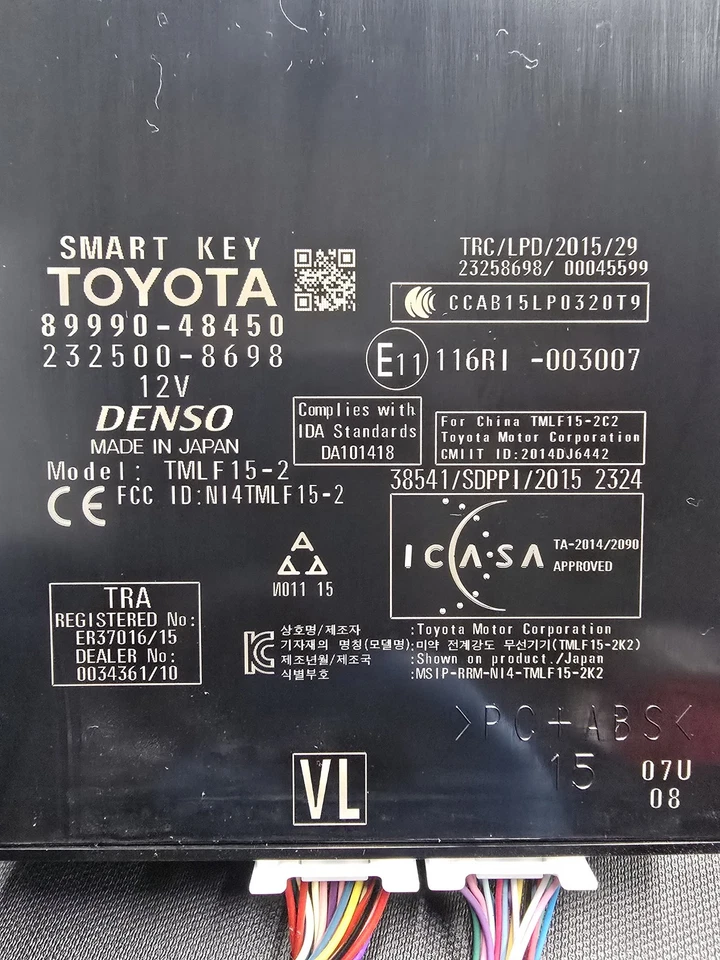 SMART KEY
TOYOTA
89990-48450
232500-8698
12V
DENSO
MADE IN JAPAN
Model: TMLF15-2
CE FCC ID:NI4TMLF15-2
TRC/LPD/2015/29
23258698/ 00045599
CCC CCAB15LP0320T9
E11 116RI -003007
Complies with
IDA Standards
DA101418
For China TMLF15-2C2
Toyota Motor Corporation
CMIIT ID:2014DJ6442
38541/SDPPI/2015 2324
ICASA
TA-2014/2090
APPROVED
И011 15
TRA
REGISTERED No:
ER37016/15
DEALER No:
0034361/10
상호명/제조자 :Toyota Motor Corporation
기자재의 명칭(모델명):미약 전계강도 무선기기(TMLF15-2K2)
제조년월/제조국 :Shown on product./Japan
식별부호 :MSIP-RRM-NI4-TMLF15-2K2
>PC+ABS<
15 07U
08
VL